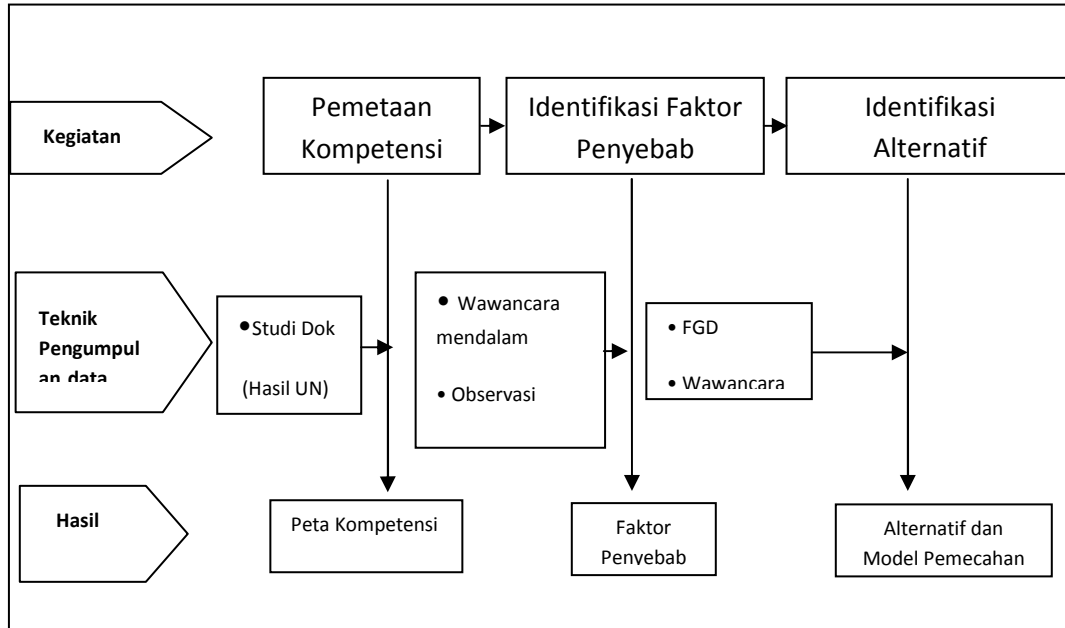 Kegiatan
Pemetaan
Kompetensi
Identifikasi Faktor
Penyebab
Identifikasi
Alternatif
Teknik
Pengumpul
an data
• Studi Dok
(Hasil UN)
• Wawancara
mendalam
• Observasi
• FGD
• Wawancara
Hasil
Peta Kompetensi
Faktor
Penyebab
Alternatif dan
Model Pemecahan